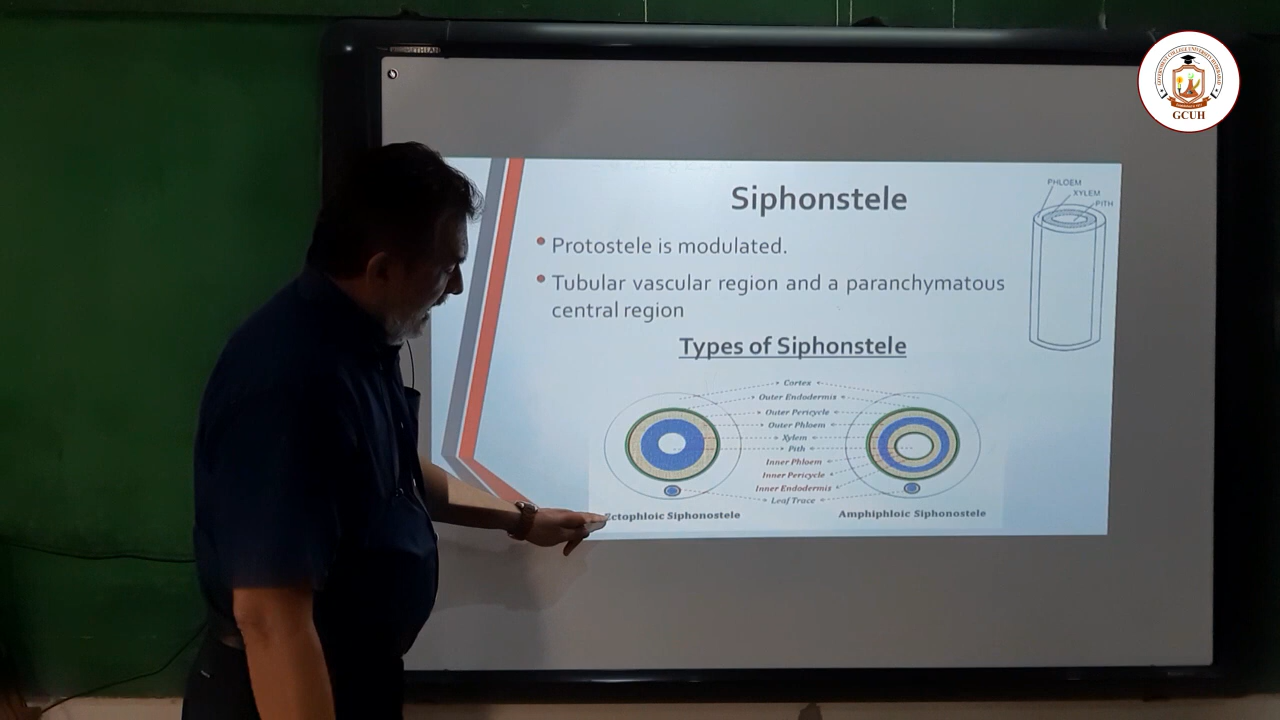 GCUH
Siphonstele
Protostele is modulated.
Tubular vascular region and a paranchymatous
central region
PHLOEM
XYLEM
PITH
Types of Siphonstele
Cortex
Outer Endodermis
Outer Pericycle
Outer Phloem
Xylem
Pith
Inner Phloem
Inner Pericycle
Inner Endodermis
Leaf Trace
Ectophloic Siphonostele
Amphiphloic Siphonostele